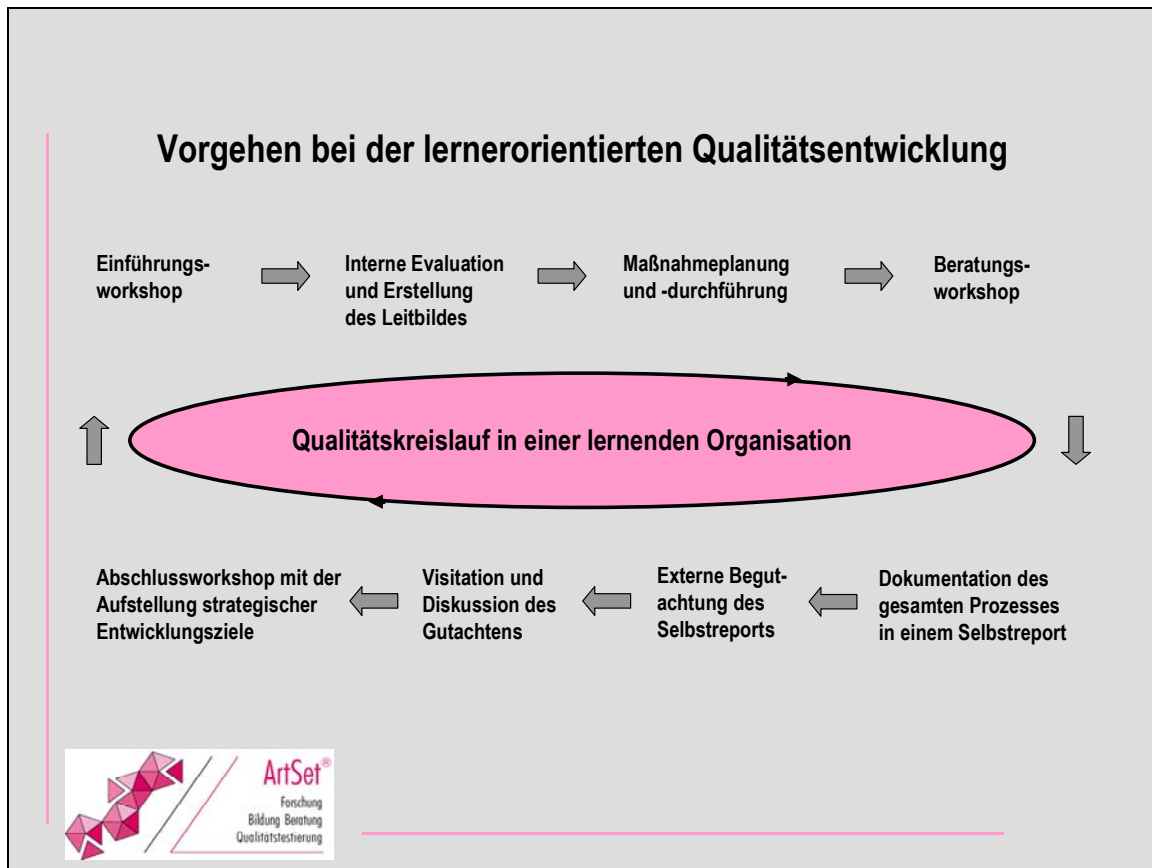 Vorgehen bei der lernerorientierten Qualitätsentwicklung
Einführungs-
workshop
Interne Evaluation
und Erstellung
des Leitbildes
Maßnahmeplanung
und -durchführung
Beratungs-
workshop
Qualitätskreislauf in einer lernenden Organisation
Abschlussworkshop mit der
Aufstellung strategischer
Entwicklungsziele
Visitation und
Diskussion des
Gutachtens
Externe Begut-
achtung des
Selbstreports
Dokumentation des
gesamten Prozesses
in einem Selbstreport
ArtSet®
Forschung
Bildung Beratung
Qualitätstestierung